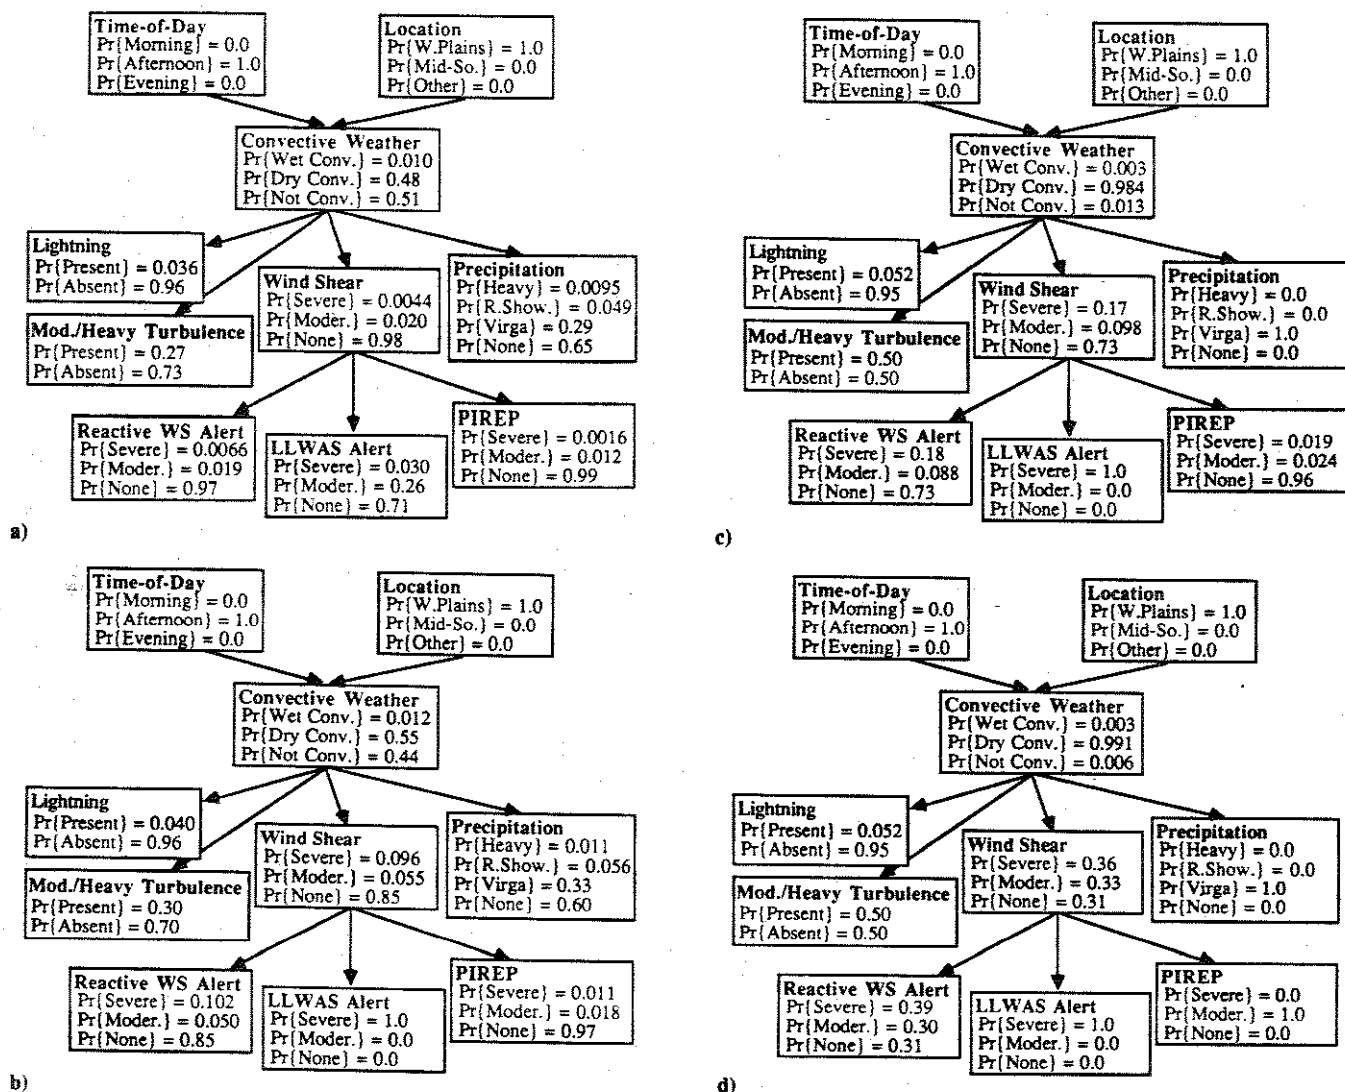 Time-of-Day
Pr{Morning} = 0.0
Pr{Afternoon} = 1.0
Pr{Evening} = 0.0
Location
Pr{W.Plains} = 1.0
Pr{Mid-So.} = 0.0
Pr{Other} = 0.0
Convective Weather
Pr{Wet Conv.} = 0.010
Pr{Dry Conv.} = 0.48
Pr{Not Conv.} = 0.51
Lightning
Pr{Present} = 0.036
Pr{Absent} = 0.96
Wind Shear
Pr{Severe} = 0.0044
Pr{Moder.} = 0.020
Pr{None} = 0.98
Precipitation
Pr{Heavy} = 0.0095
Pr{R.Show.} = 0.049
Pr{Virga} = 0.29
Pr{None} = 0.65
Mod./Heavy Turbulence
Pr{Present} = 0.27
Pr{Absent} = 0.73
Reactive WS Alert
Pr{Severe} = 0.0066
Pr{Moder.} = 0.019
Pr{None} = 0.97
LLWAS Alert
Pr{Severe} = 0.030
Pr{Moder.} = 0.26
Pr{None} = 0.71
PIREP
Pr{Severe} = 0.0016
Pr{Moder.} = 0.012
Pr{None} = 0.99
a)
Time-of-Day
Pr{Morning} = 0.0
Pr{Afternoon} = 1.0
Pr{Evening} = 0.0
Location
Pr{W.Plains} = 1.0
Pr{Mid-So.} = 0.0
Pr{Other} = 0.0
Convective Weather
Pr{Wet Conv.} = 0.012
Pr{Dry Conv.} = 0.55
Pr{Not Conv.} = 0.44
Lightning
Pr{Present} = 0.040
Pr{Absent} = 0.96
Wind Shear
Pr{Severe} = 0.096
Pr{Moder.} = 0.055
Pr{None} = 0.85
Precipitation
Pr{Heavy} = 0.011
Pr{R.Show.} = 0.056
Pr{Virga} = 0.33
Pr{None} = 0.60
Mod./Heavy Turbulence
Pr{Present} = 0.30
Pr{Absent} = 0.70
Reactive WS Alert
Pr{Severe} = 0.102
Pr{Moder.} = 0.050
Pr{None} = 0.85
LLWAS Alert
Pr{Severe} = 1.0
Pr{Moder.} = 0.0
Pr{None} = 0.0
PIREP
Pr{Severe} = 0.011
Pr{Moder.} = 0.018
Pr{None} = 0.97
b)
Time-of-Day
Pr{Morning} = 0.0
Pr{Afternoon} = 1.0
Pr{Evening} = 0.0
Location
Pr{W.Plains} = 1.0
Pr{Mid-So.} = 0.0
Pr{Other} = 0.0
Convective Weather
Pr{Wet Conv.} = 0.003
Pr{Dry Conv.} = 0.984
Pr{Not Conv.} = 0.013
Lightning
Pr{Present} = 0.052
Pr{Absent} = 0.95
Wind Shear
Pr{Severe} = 0.17
Pr{Moder.} = 0.098
Pr{None} = 0.73
Precipitation
Pr{Heavy} = 0.0
Pr{R.Show.} = 0.0
Pr{Virga} = 1.0
Pr{None} = 0.0
Mod./Heavy Turbulence
Pr{Present} = 0.50
Pr{Absent} = 0.50
Reactive WS Alert
Pr{Severe} = 0.18
Pr{Moder.} = 0.088
Pr{None} = 0.73
LLWAS Alert
Pr{Severe} = 1.0
Pr{Moder.} = 0.0
Pr{None} = 0.0
PIREP
Pr{Severe} = 0.019
Pr{Moder.} = 0.024
Pr{None} = 0.96
c)
Time-of-Day
Pr{Morning} = 0.0
Pr{Afternoon} = 1.0
Pr{Evening} = 0.0
Location
Pr{W.Plains} = 1.0
Pr{Mid-So.} = 0.0
Pr{Other} = 0.0
Convective Weather
Pr{Wet Conv.} = 0.003
Pr{Dry Conv.} = 0.991
Pr{Not Conv.} = 0.006
Lightning
Pr{Present} = 0.052
Pr{Absent} = 0.95
Wind Shear
Pr{Severe} = 0.36
Pr{Moder.} = 0.33
Pr{None} = 0.31
Precipitation
Pr{Heavy} = 0.0
Pr{R.Show.} = 0.0
Pr{Virga} = 1.0
Pr{None} = 0.0
Mod./Heavy Turbulence
Pr{Present} = 0.50
Pr{Absent} = 0.50
Reactive WS Alert
Pr{Severe} = 0.39
Pr{Moder.} = 0.30
Pr{None} = 0.31
LLWAS Alert
Pr{Severe} = 1.0
Pr{Moder.} = 0.0
Pr{None} = 0.0
PIREP
Pr{Severe} = 0.0
Pr{Moder.} = 1.0
Pr{None} = 0.0
d)